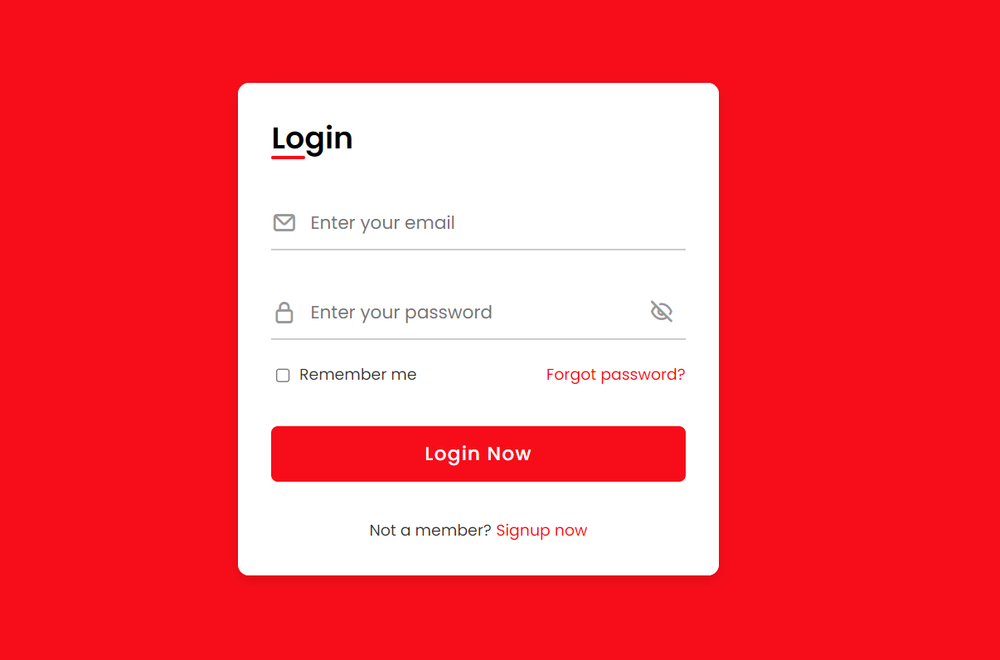 Login
Enter your email
Enter your password
Remember me Forgot password?
Login Now
Not a member? Signup now